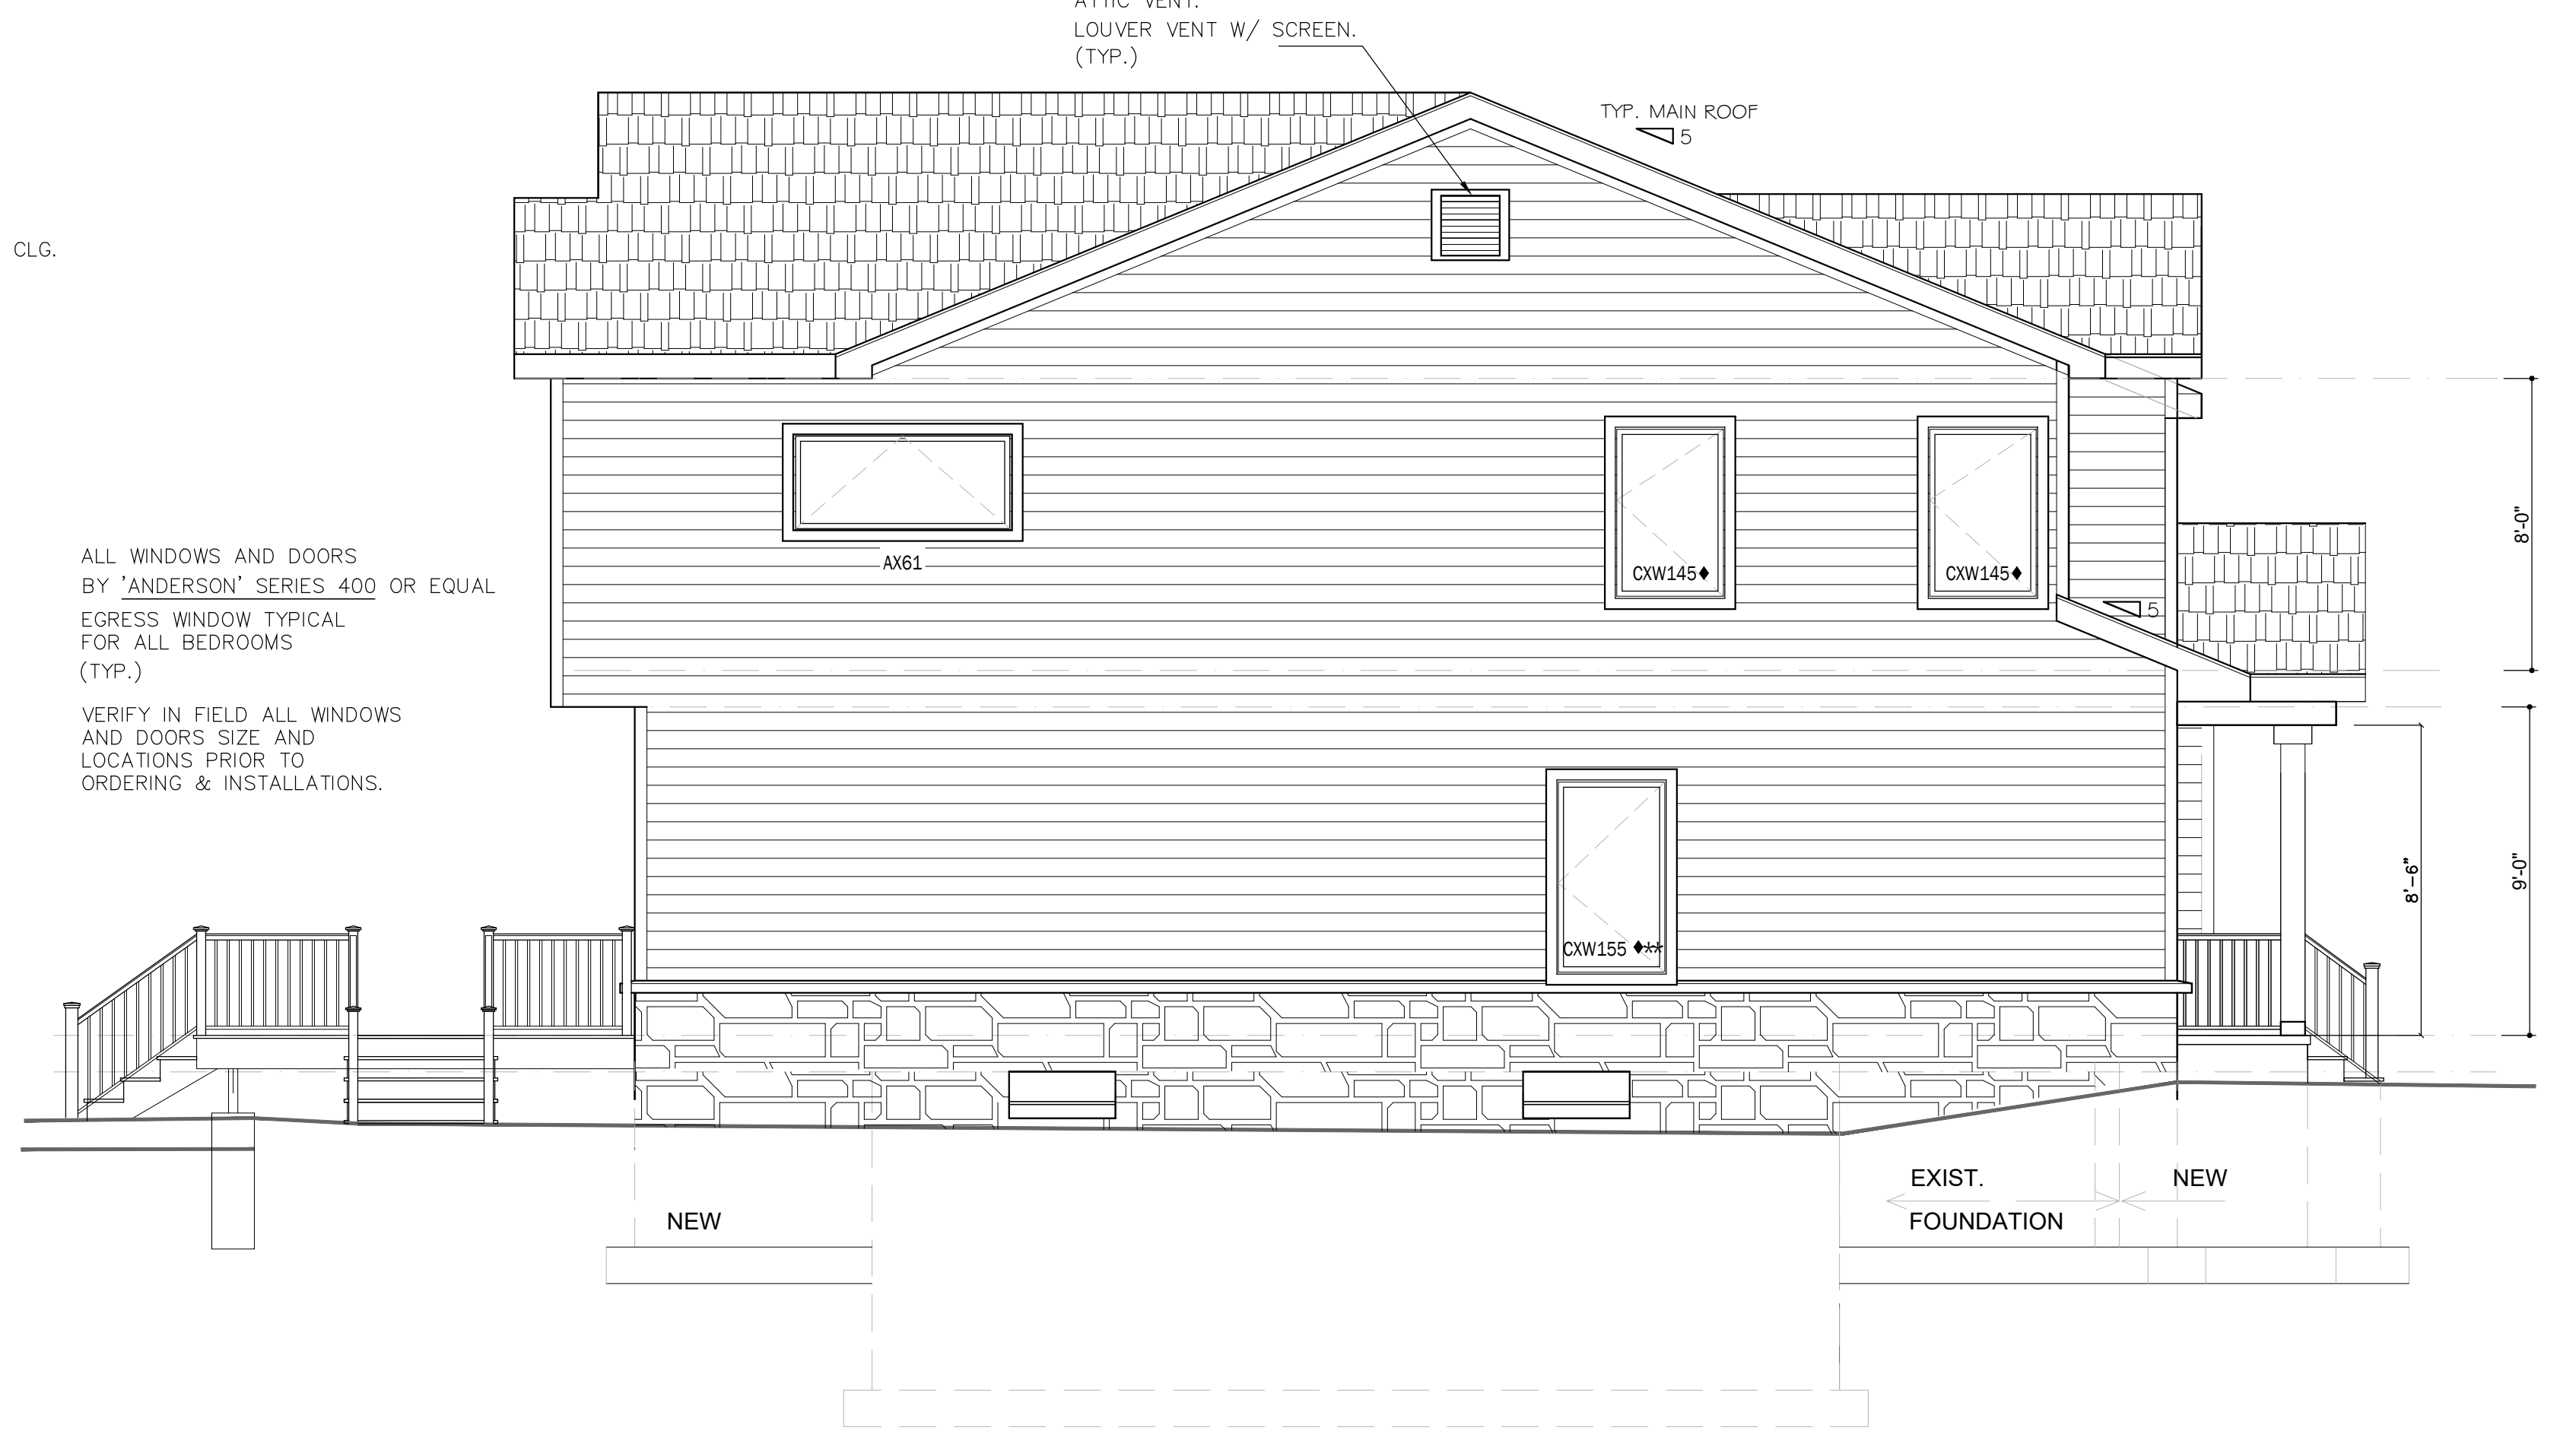 ATTIC VENT.
LOUVER VENT W/ SCREEN.
(TYP.)
TYP. MAIN ROOF
5
CLG.
8'-0"
ALL WINDOWS AND DOORS
BY 'ANDERSON' SERIES 400 OR EQUAL
EGRESS WINDOW TYPICAL
FOR ALL BEDROOMS
(TYP.)
VERIFY IN FIELD ALL WINDOWS
AND DOORS SIZE AND
LOCATIONS PRIOR TO
ORDERING & INSTALLATIONS.
AX61
CXW145♦
CXW145♦
5
CXW155 ♦**
8'-6"
9'-0"
EXIST.
NEW
NEW
FOUNDATION